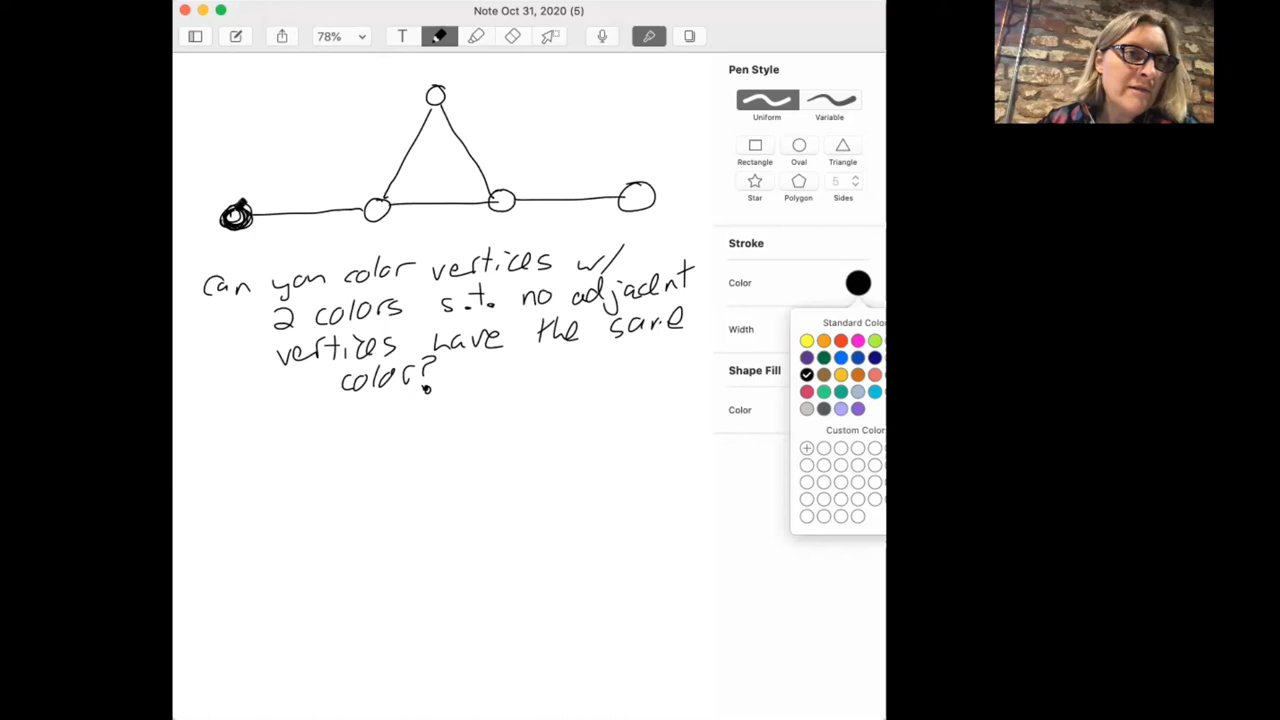 Note Oct 31, 2020 (5)
78%
T
Pen Style
Uniform Variable
Rectangle Oval Triangle
5
Star Polygon Sides
Stroke
Color
Width
Standard Color
Shape Fill
Color
Custom Color
can you color vertices w/
2 colors s.t. no adjacent
vertices have the same
color?